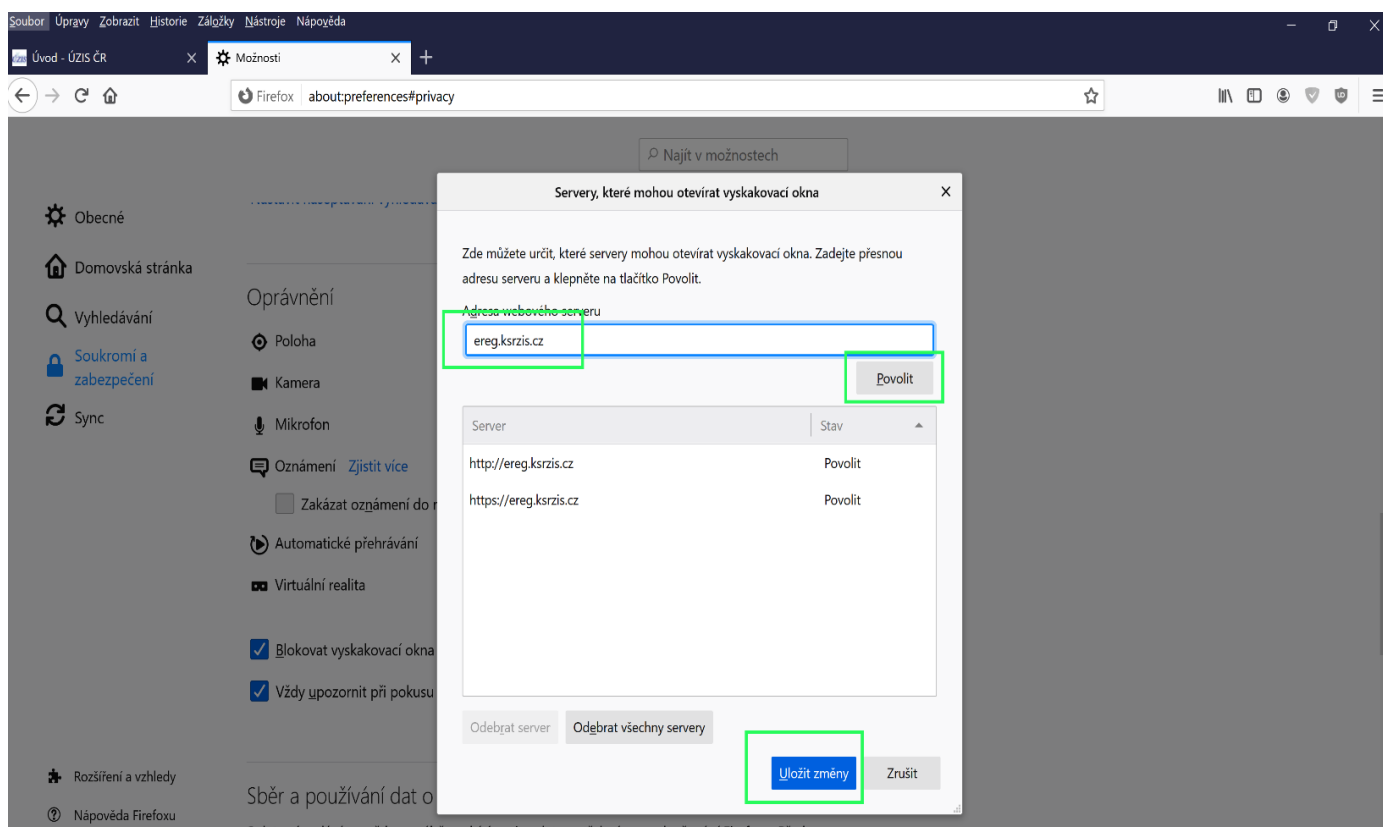 Soubor Úpravy Zobrazit Historie Záložky Nástroje Nápověda
Úvod - ÚZIS ČR
Možnosti
Firefox about:preferences#privacy
Najít v možnostech
Obecné
Domovská stránka
Vyhledávání
Soukromí a
zabezpečení
Sync
Rozšíření a vzhledy
Nápověda Firefoxu
Oprávnění
Poloha
Kamera
Mikrofon
Oznámení Zjistit více
Zakázat oznámení do
Automatické přehrávání
Virtuální realita
Blokovat vyskakovací okna
Vždy upozornit při pokusu
Sběr a používání dat o
Servery, které mohou otevírat vyskakovací okna
Zde můžete určit, které servery mohou otevírat vyskakovací okna. Zadejte přesnou
adresu serveru a klepněte na tlačítko Povolit.
Adresa webového serveru
ereg.ksrzis.cz
Povolit
Server Stav
http://ereg.ksrzis.cz Povolit
https://ereg.ksrzis.cz Povolit
Odebrat server Odebrat všechny servery
Uložit změny Zrušit